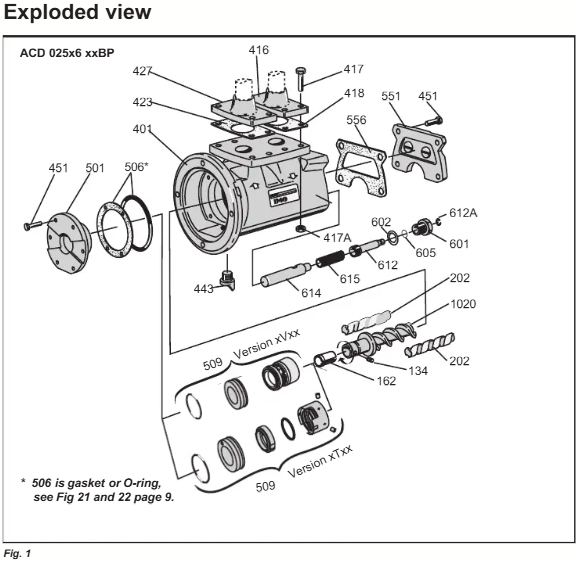 Exploded view
ACD 025x6 xxBP
416
427
417
423
418
551
451
401
556
451
501
506*
612A
602
417A
601
605
612
443
615
614
202
1020
509 Version xVxx
134
202
162
Version xTxx
509
* 506 is gasket or O-ring,
see Fig 21 and 22 page 9.
Fig. 1